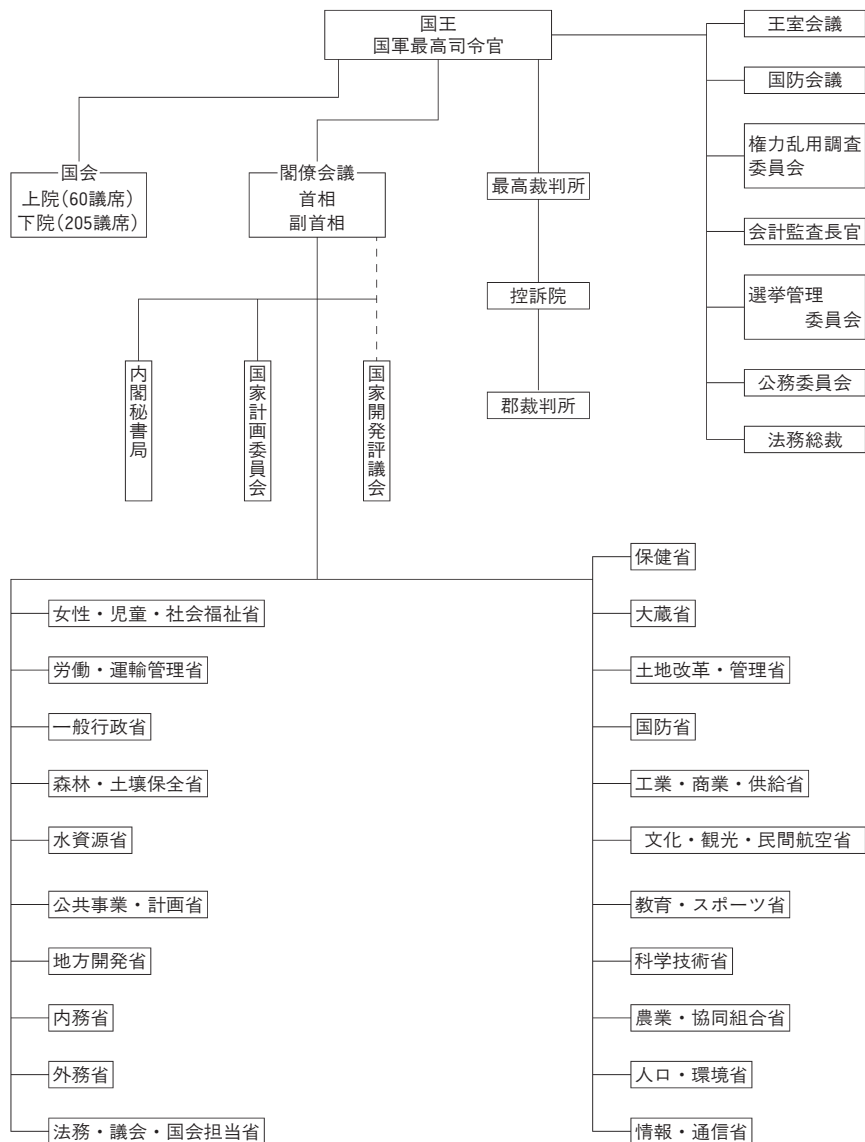 国王
国軍最高司令官
王室会議
国防会議
権力乱用調査
委員会
会計監査長官
選挙管理
委員会
公務委員会
法務総裁
国会
上院(60議席)
下院(205議席)
閣僚会議
首相
副首相
最高裁判所
控訴院
郡裁判所
内閣秘書局
国家計画委員会
国家開発評議会
女性・児童・社会福祉省
労働・運輸管理省
一般行政省
森林・土壌保全省
水資源省
公共事業・計画省
地方開発省
内務省
外務省
法務・議会・国会担当省
保健省
大蔵省
土地改革・管理省
国防省
工業・商業・供給省
文化・観光・民間航空省
教育・スポーツ省
科学技術省
農業・協同組合省
人口・環境省
情報・通信省